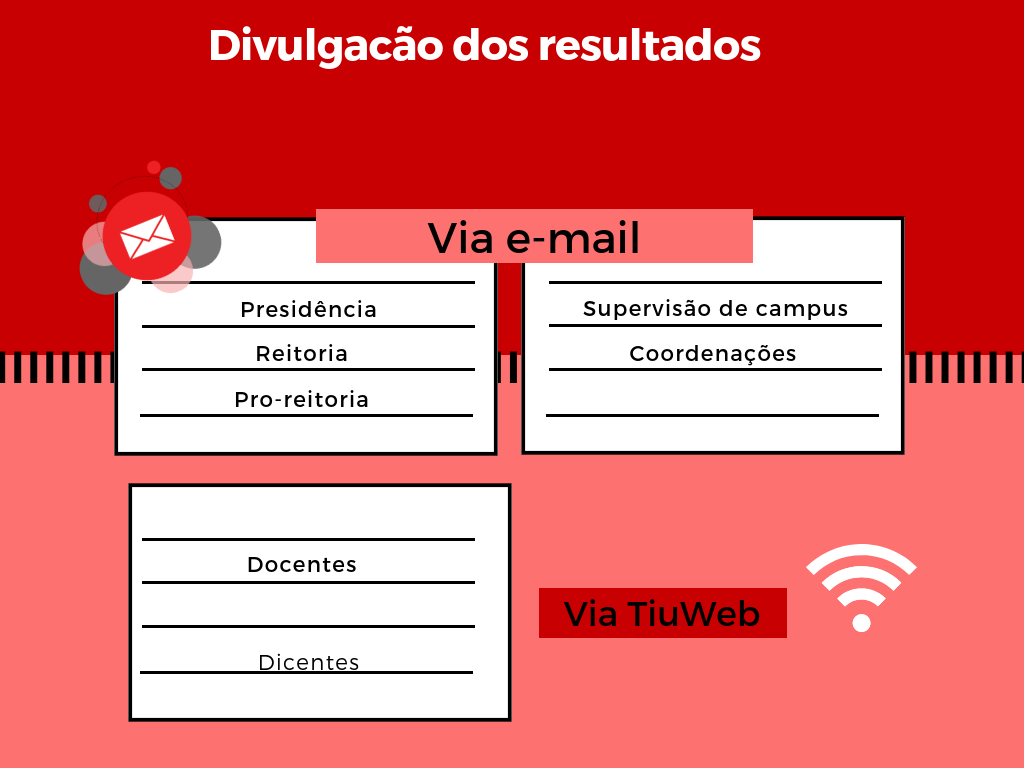 Divulgacão dos resultados
Via e-mail
Presidência
Reitoria
Pro-reitoria
Supervisão de campus
Coordenações
Docentes
Dicentes
Via TiuWeb